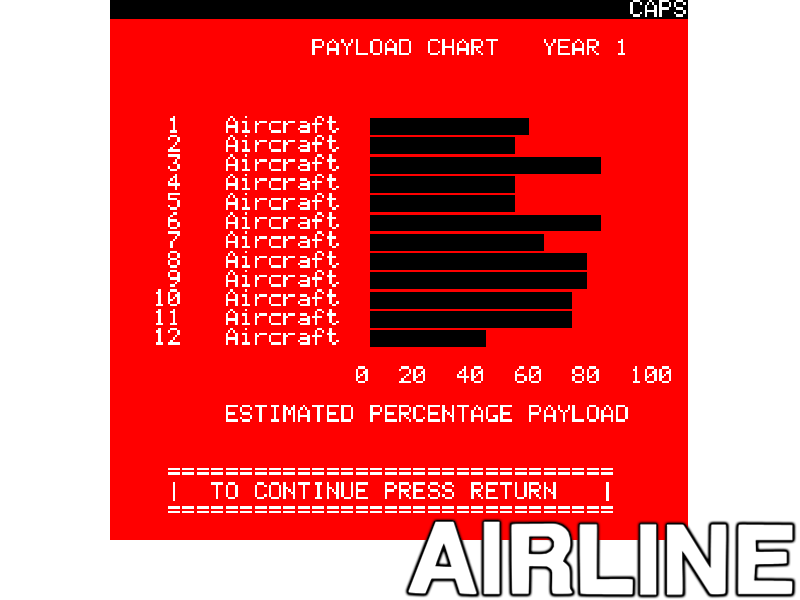 CAPS
PAYLOAD CHART YEAR 1
1 Aircraft
2 Aircraft
3 Aircraft
4 Aircraft
5 Aircraft
6 Aircraft
7 Aircraft
8 Aircraft
9 Aircraft
10 Aircraft
11 Aircraft
12 Aircraft
0 20 40 60 80 100
ESTIMATED PERCENTAGE PAYLOAD
===============================
| TO CONTINUE PRESS RETURN |
===============================
AIRLINE